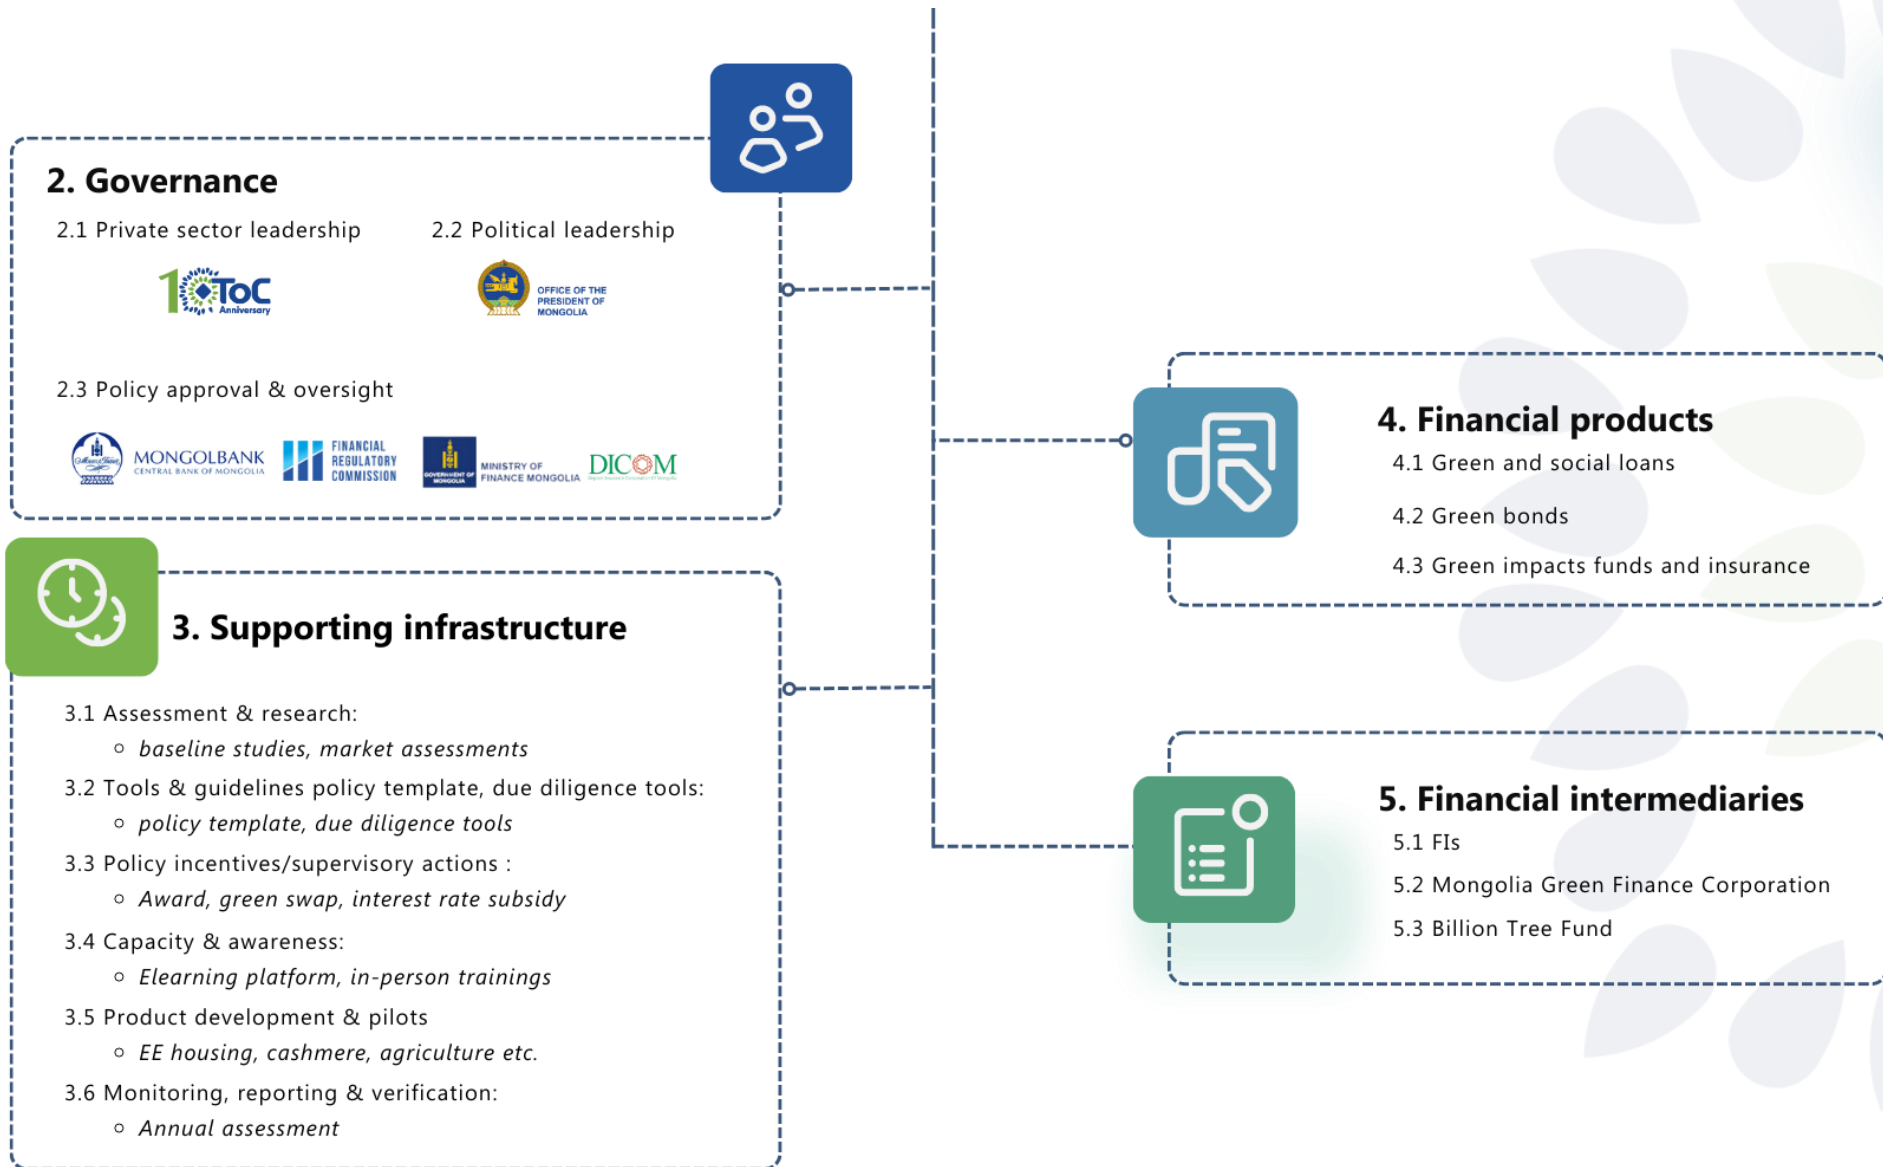 2. Governance
2.1 Private sector leadership
2.2 Political leadership
10 ToC
Anniversary
OFFICE OF THE
PRESIDENT OF
MONGOLIA
2.3 Policy approval & oversight
MONGOLBANK
CENTRAL BANK OF MONGOLIA
FINANCIAL
REGULATORY
COMMISSION
GOVERNMENT OF
MONGOLIA
MINISTRY OF
FINANCE MONGOLIA
DICOM
3. Supporting infrastructure
3.1 Assessment & research:
baseline studies, market assessments
3.2 Tools & guidelines policy template, due diligence tools:
policy template, due diligence tools
3.3 Policy incentives/supervisory actions :
Award, green swap, interest rate subsidy
3.4 Capacity & awareness:
Elearning platform, in-person trainings
3.5 Product development & pilots
EE housing, cashmere, agriculture etc.
3.6 Monitoring, reporting & verification:
Annual assessment
4. Financial products
4.1 Green and social loans
4.2 Green bonds
4.3 Green impacts funds and insurance
5. Financial intermediaries
5.1 FIs
5.2 Mongolia Green Finance Corporation
5.3 Billion Tree Fund